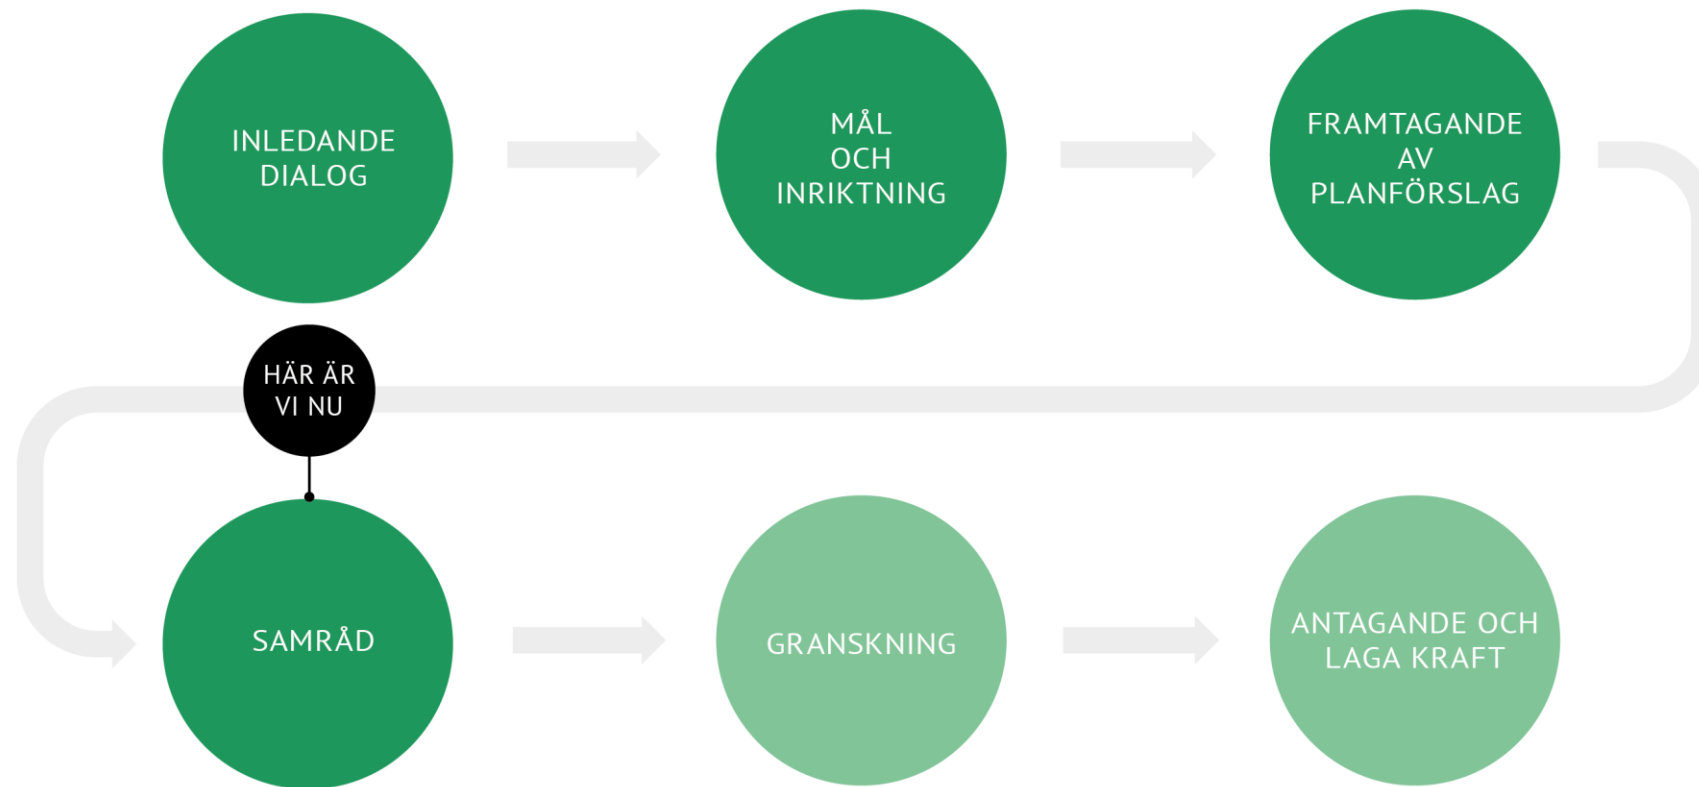 INLEDANDE
DIALOG
MÅL
OCH
INRIKTNING
FRAMTAGANDE
AV
PLANFÖRSLAG
HÄR ÄR
VI NU
SAMRÅD
GRANSKNING
ANTAGANDE OCH
LAGA KRAFT